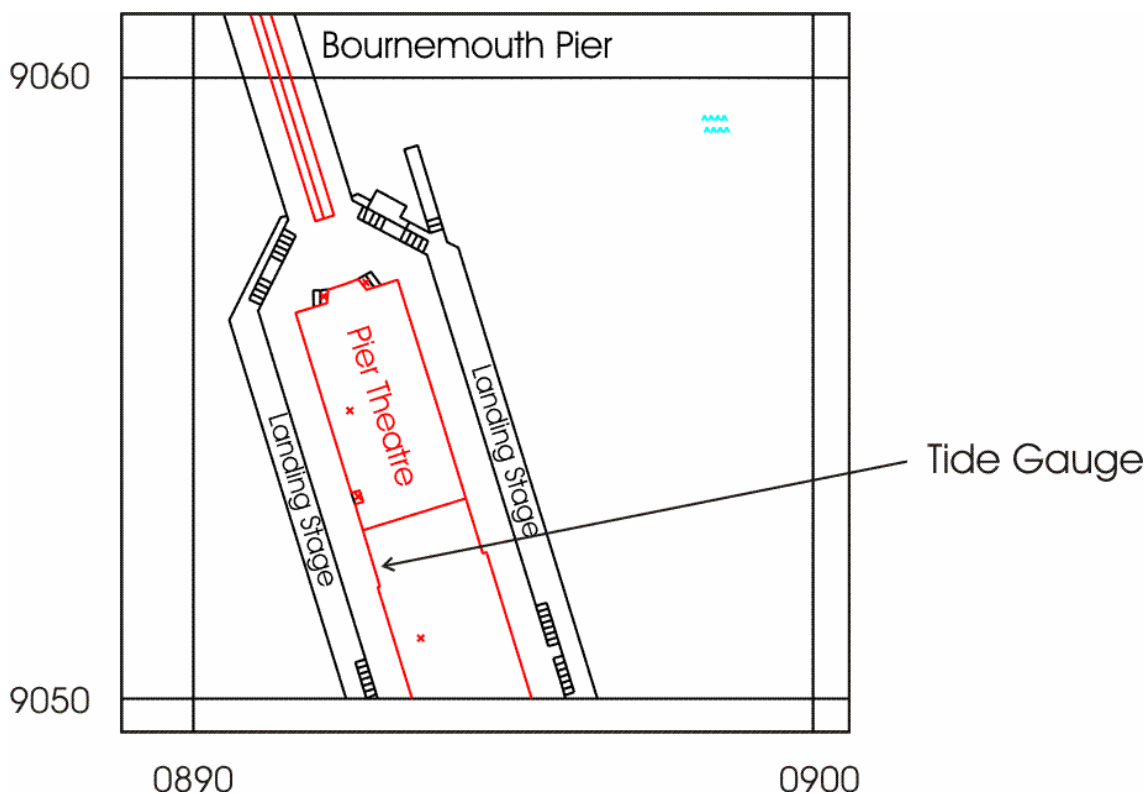 Bournemouth Pier
9060
Pier Theatre
Landing Stage
Landing Stage
Tide Gauge
9050
0890
0900